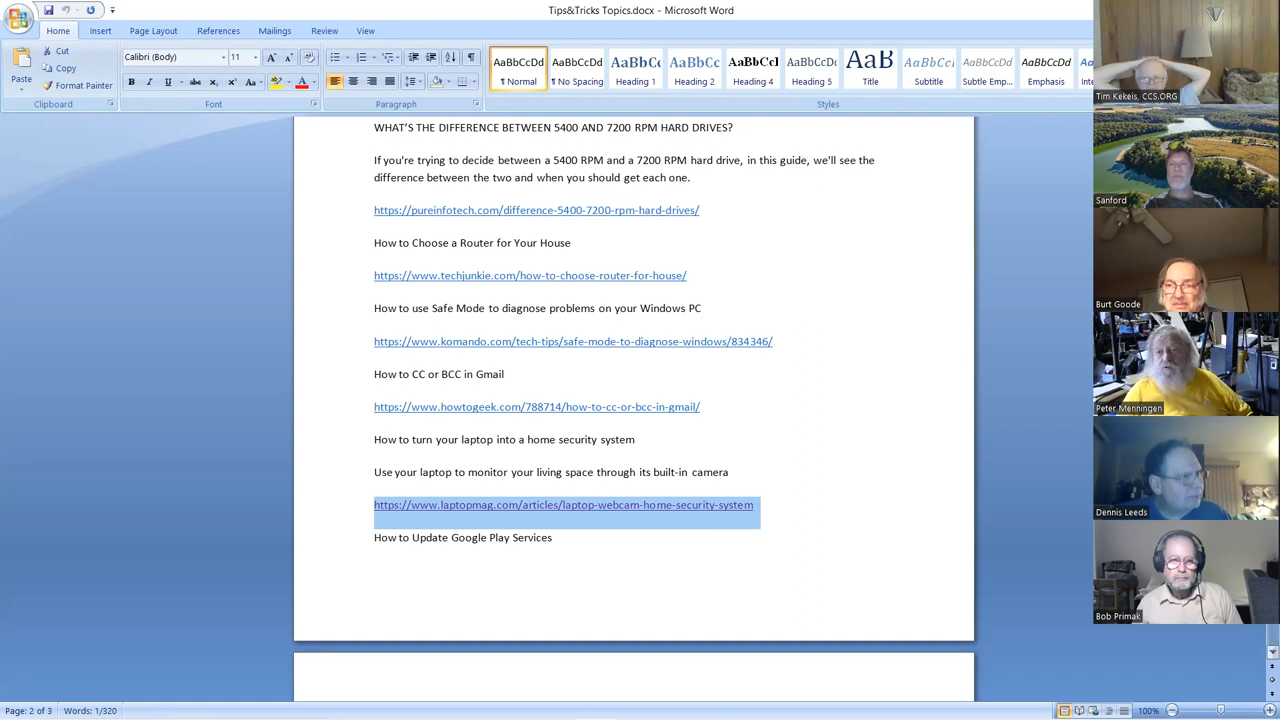 Tips&Tricks Topics.docx - Microsoft Word
Home Insert Page Layout References Mailings Review View
Paste
Cut
Copy
Format Painter
Clipboard
Calibri (Body) 11
Font
Paragraph
AaBbCcDd AaBbCcDd AaBbCc AaBbCc AaBbCcI AaBbCcDc AaB AaBbCc AaBbCcDd AaBbCcDd
¶ Normal ¶ No Spacing Heading 1 Heading 2 Heading 4 Heading 5 Title Subtitle Subtle Emp... Emphasis
Styles
WHAT'S THE DIFFERENCE BETWEEN 5400 AND 7200 RPM HARD DRIVES?
If you're trying to decide between a 5400 RPM and a 7200 RPM hard drive, in this guide, we'll see the
difference between the two and when you should get each one.
https://pureinfotech.com/difference-5400-7200-rpm-hard-drives/
How to Choose a Router for Your House
https://www.techjunkie.com/how-to-choose-router-for-house/
How to use Safe Mode to diagnose problems on your Windows PC
https://www.komando.com/tech-tips/safe-mode-to-diagnose-windows/834346/
How to CC or BCC in Gmail
https://www.howtogeek.com/788714/how-to-cc-or-bcc-in-gmail/
How to turn your laptop into a home security system
Use your laptop to monitor your living space through its built-in camera
https://www.laptopmag.com/articles/laptop-webcam-home-security-system
How to Update Google Play Services
Tim Kekeis, CCS.ORG
Sanford
Burt Goode
Peter Menningen
Dennis Leeds
Bob Primak
Page: 2 of 3 Words: 1/320
100%